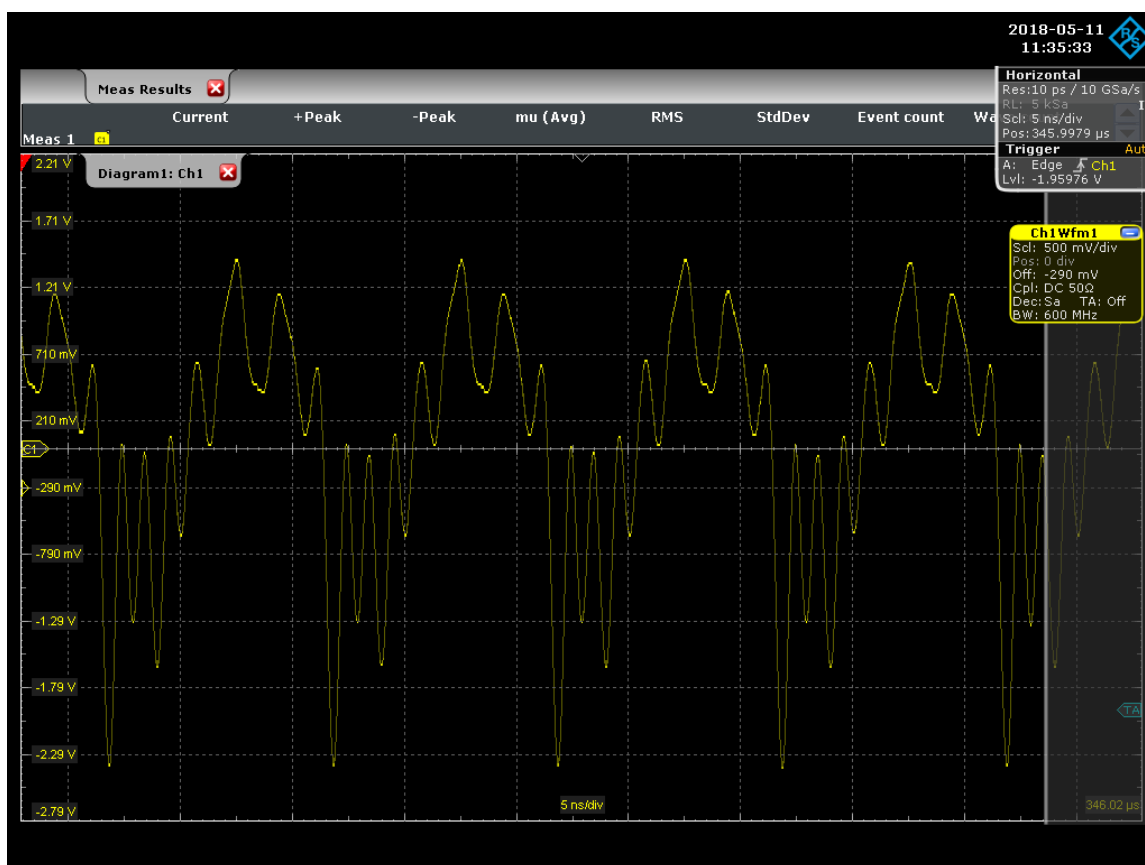 2018-05-11
11:35:33
R&S
Meas Results
Current +Peak -Peak mu (Avg) RMS StdDev Event count Wa
Meas 1 C1
Horizontal
Res:10 ps / 10 GSa/s
RL: 5 kSa
Scl: 5 ns/div
Pos:345.9979 µs
Trigger Aut
A: Edge Ch1
Lvl: -1.95976 V
Diagram1: Ch1
2.21 V
1.71 V
1.21 V
710 mV
210 mV
C1
-290 mV
-790 mV
-1.29 V
-1.79 V
-2.29 V
-2.79 V
Ch1Wfm1
Scl: 500 mV/div
Pos: 0 div
Off: -290 mV
Cpl: DC 50Ω
Dec:Sa TA: Off
BW: 600 MHz
TA
5 ns/div
346.02 µs